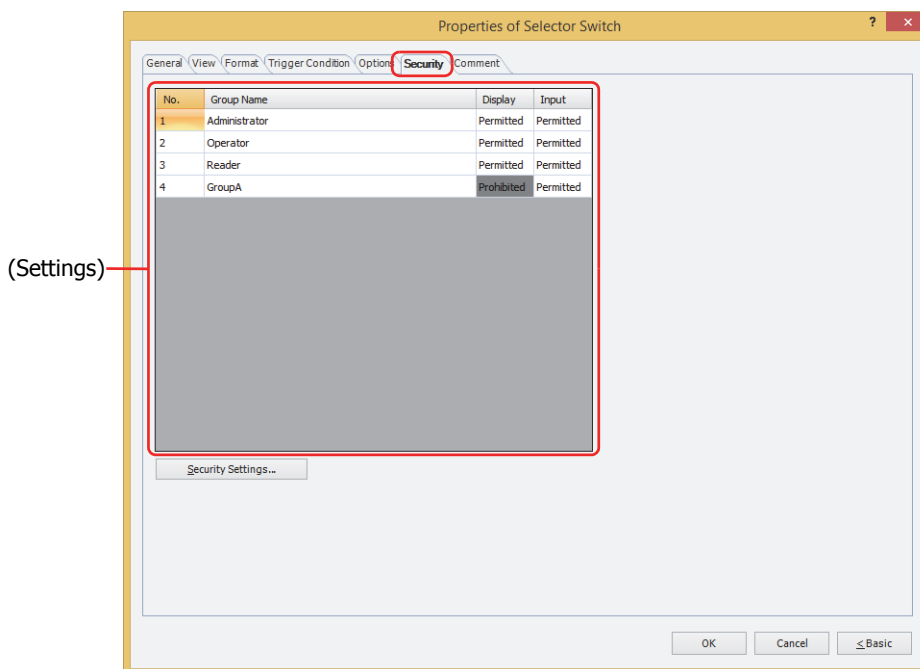 Properties of Selector Switch ? ×
General View Format Trigger Condition Options Security Comment
No. Group Name Display Input
1 Administrator Permitted Permitted
2 Operator Permitted Permitted
3 Reader Permitted Permitted
4 GroupA Prohibited Permitted
(Settings)
Security Settings...
OK Cancel < Basic